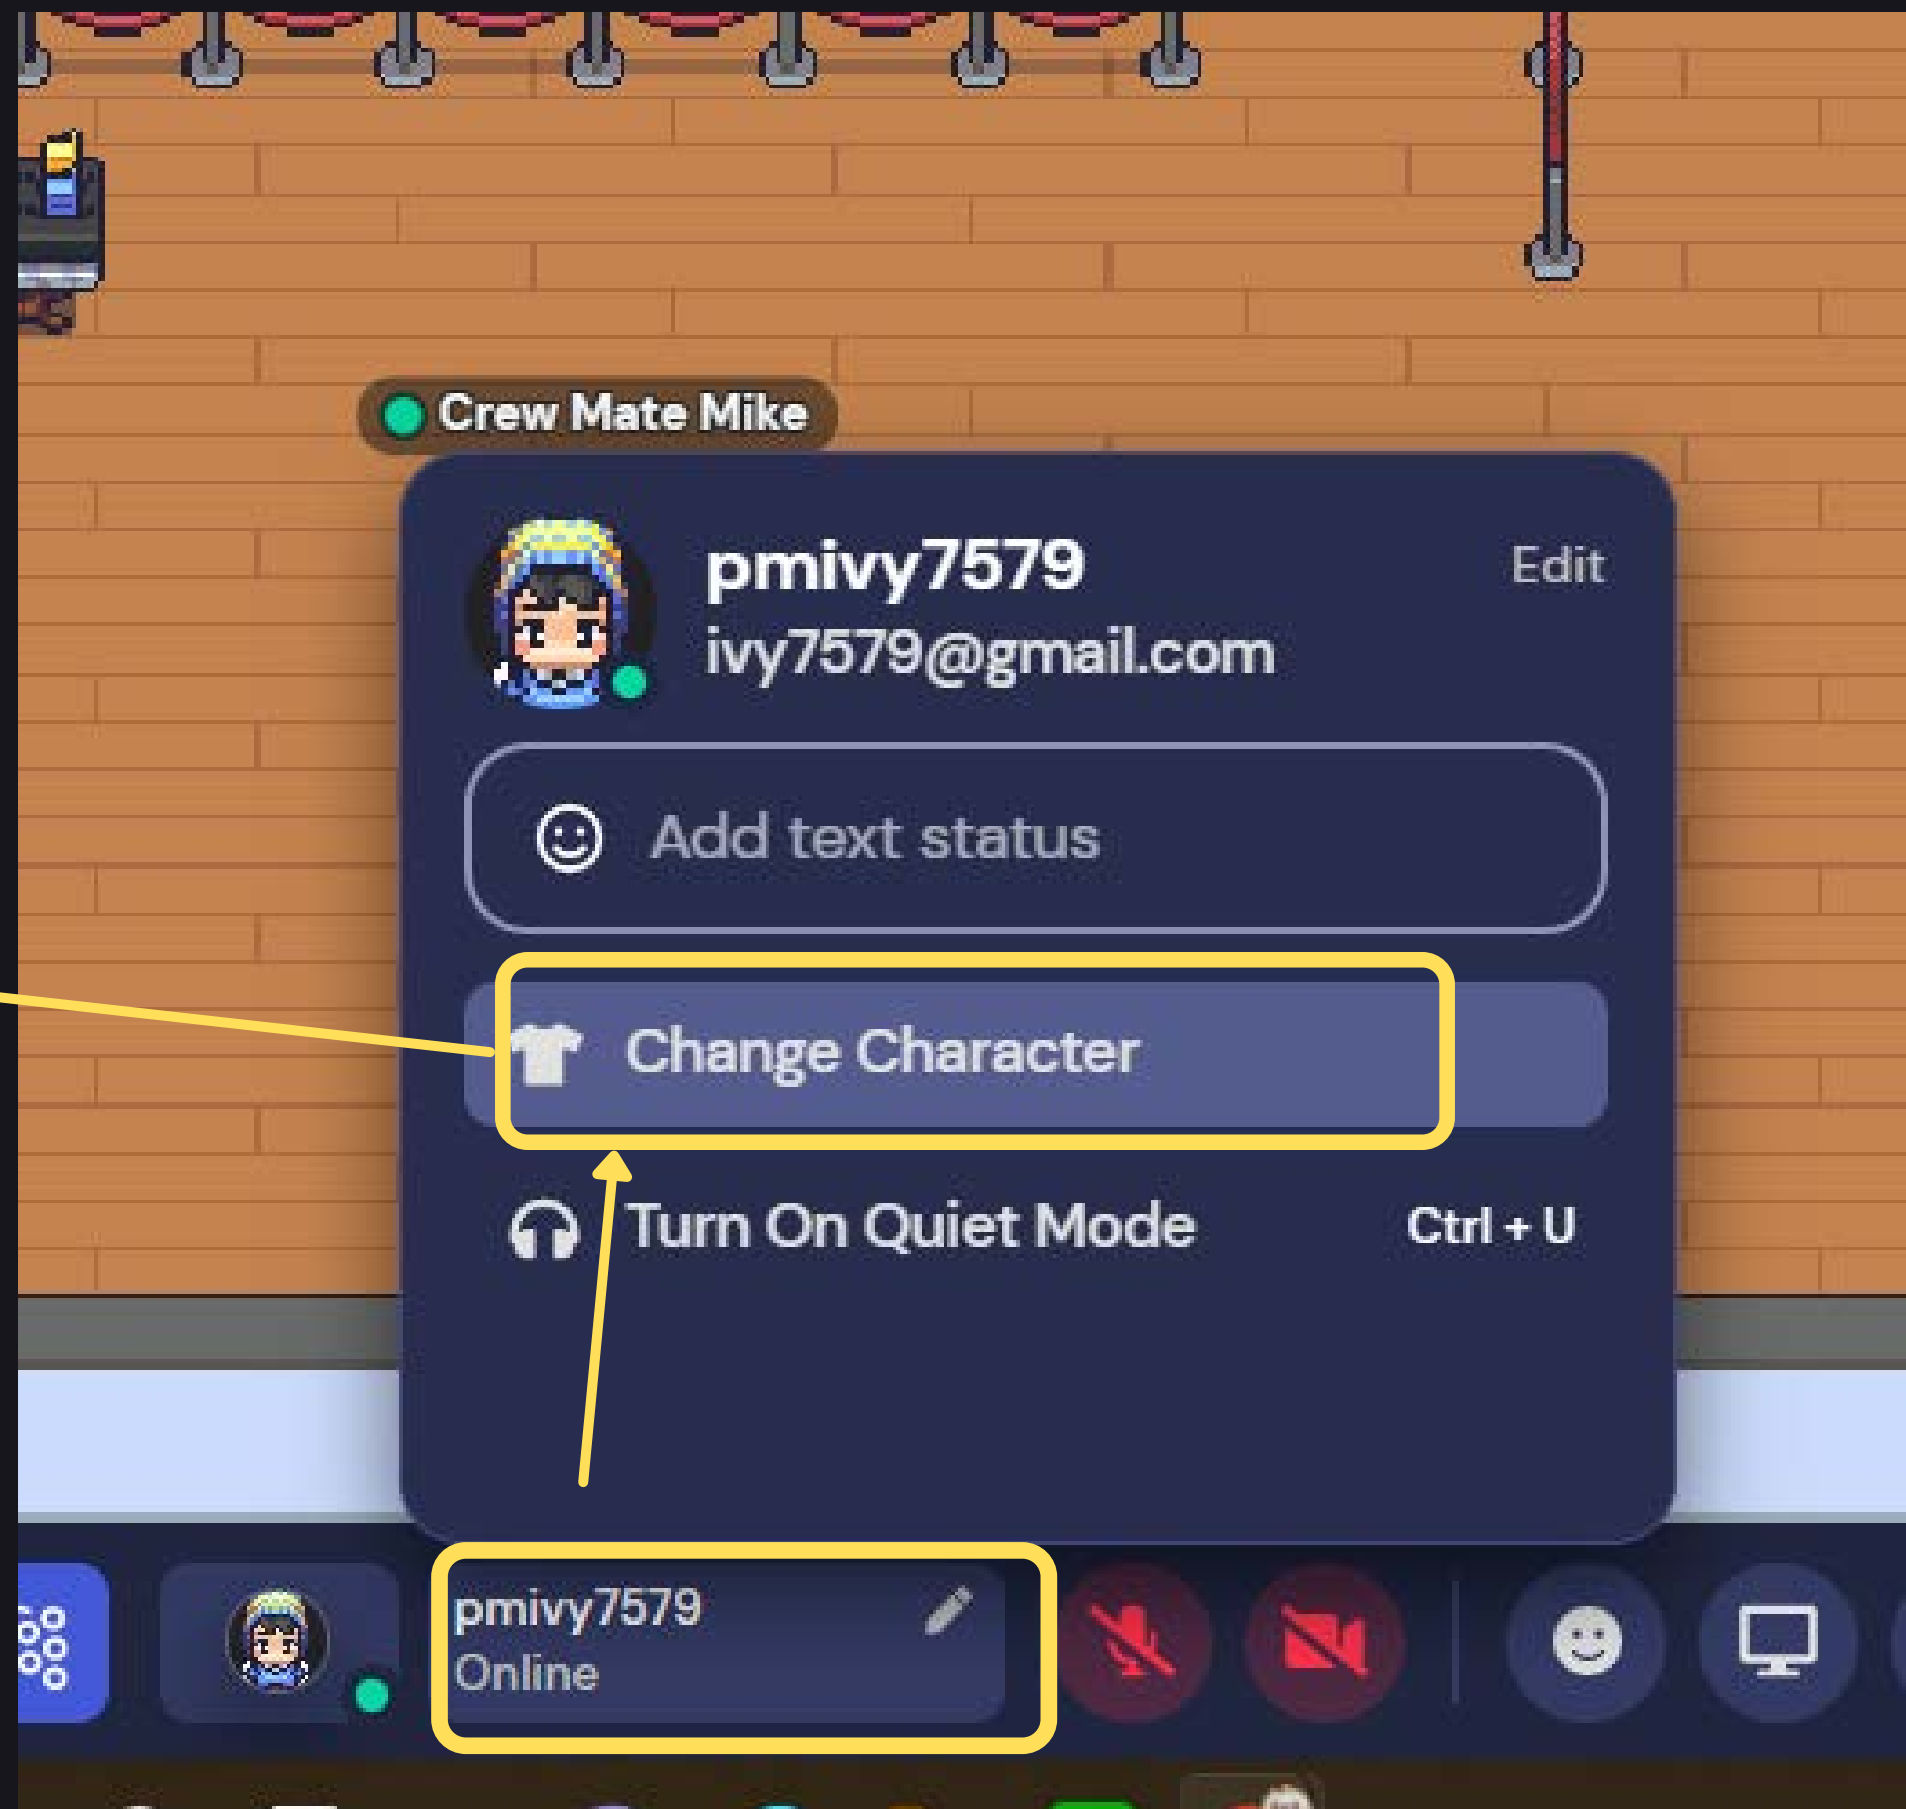 Crew Mate Mike
pmivy7579
Edit
ivy7579@gmail.com
Add text status
Change Character
Turn On Quiet Mode
Ctrl + U
pmivy7579
Online